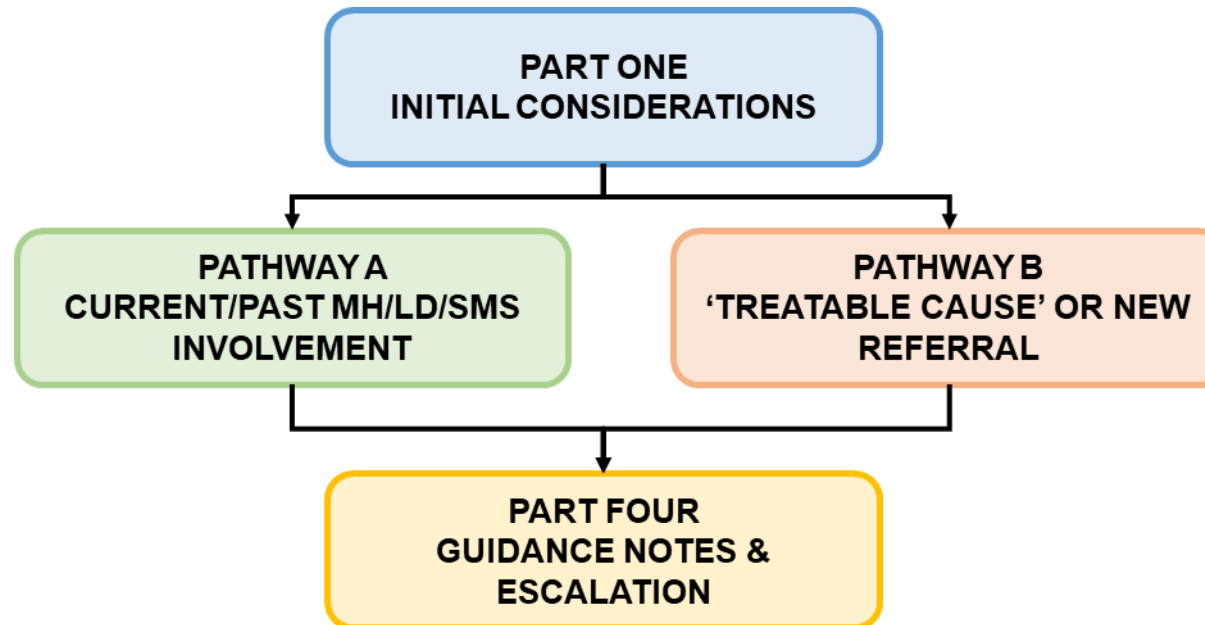 PART ONE
INITIAL CONSIDERATIONS
PATHWAY A
CURRENT/PAST MH/LD/SMS
INVOLVEMENT
PATHWAY B
‘TREATABLE CAUSE’ OR NEW
REFERRAL
PART FOUR
GUIDANCE NOTES &
ESCALATION